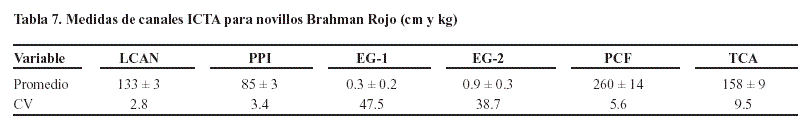 Tabla 7. Medidas de canales ICTA para novillos Brahman Rojo (cm y kg)
Variable LCAN PPI EG-1 EG-2 PCF TCA
Promedio 133 ± 3 85 ± 3 0.3 ± 0.2 0.9 ± 0.3 260 ± 14 158 ± 9
CV 2.8 3.4 47.5 38.7 5.6 9.5